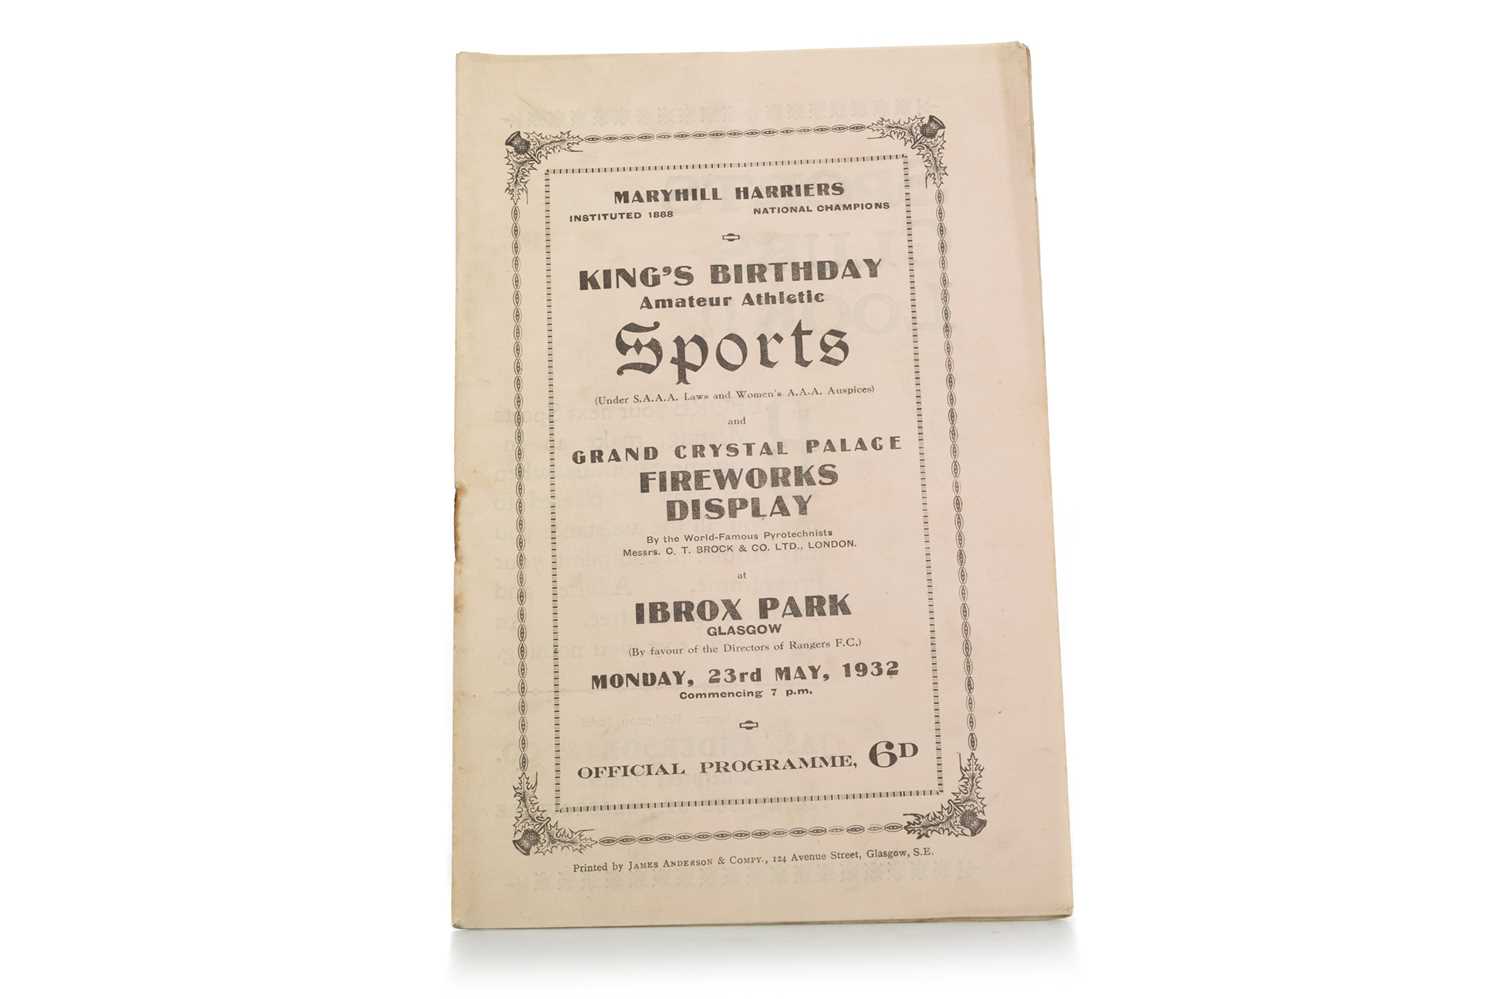 MARYHILL HARRIERS
INSTITUTED 1888 NATIONAL CHAMPIONS
KING'S BIRTHDAY
Amateur Athletic
Sports
(Under S.A.A.A. Laws and Women's A.A.A. Auspices)
and
GRAND CRYSTAL PALACE
FIREWORKS
DISPLAY
By the World-Famous Pyrotechnists
Messrs. C. T. BROCK & CO. LTD., LONDON.
at
IBROX PARK
GLASGOW
(By favour of the Directors of Rangers F.C.)
MONDAY, 23rd MAY, 1932
Commencing 7 p.m.
OFFICIAL PROGRAMME, 6D
Printed by JAMES ANDERSON & COMPY., 124 Avenue Street, Glasgow, S.E.